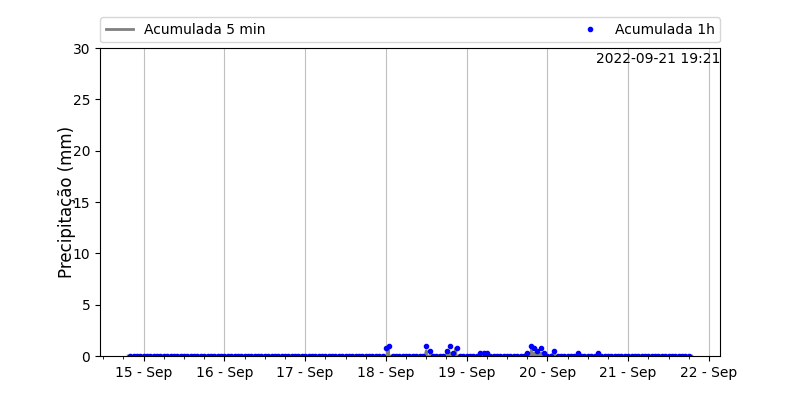 Acumulada 5 min
Acumulada 1h
2022-09-21 19:21
Precipitação (mm)
30
25
20
15
10
5
0
15 - Sep
16 - Sep
17 - Sep
18 - Sep
19 - Sep
20 - Sep
21 - Sep
22 - Sep